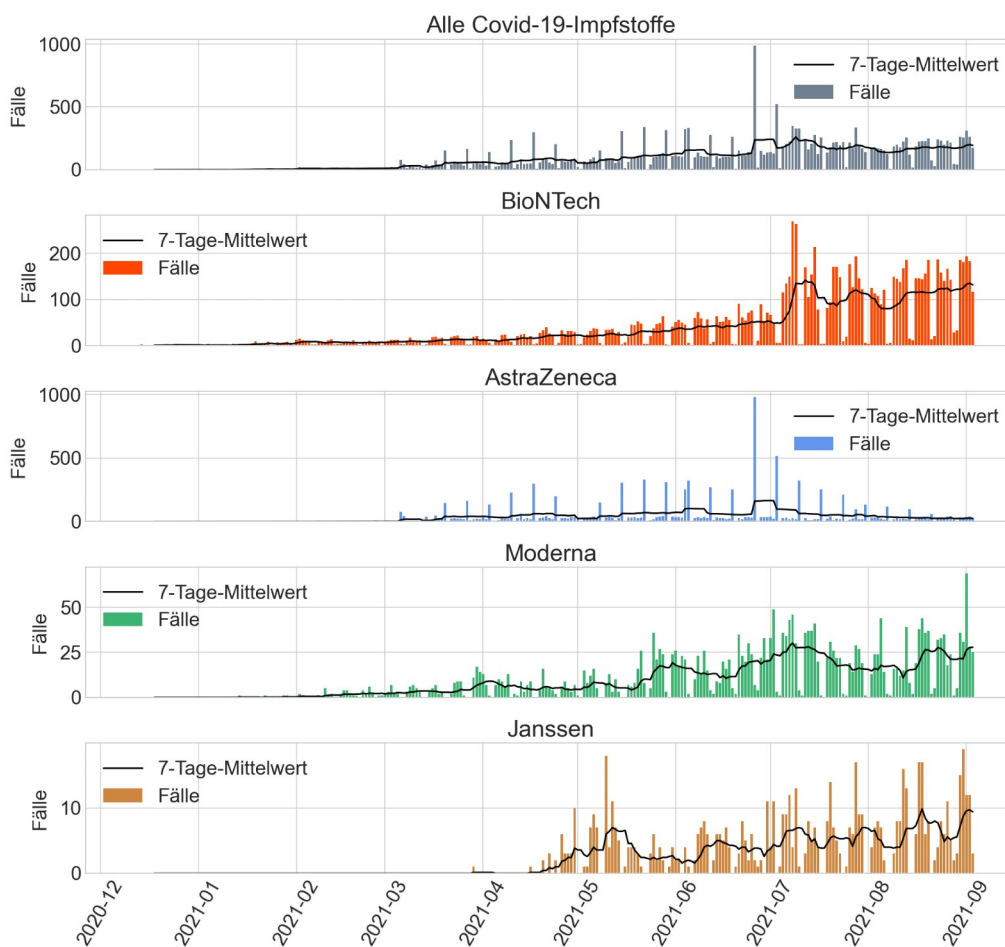 Alle Covid-19-Impfstoffe
1000
500
0
Fälle
7-Tage-Mittelwert
Fälle
BioNTech
200
100
0
Fälle
7-Tage-Mittelwert
Fälle
AstraZeneca
1000
500
0
Fälle
7-Tage-Mittelwert
Fälle
Moderna
50
25
0
Fälle
7-Tage-Mittelwert
Fälle
Janssen
10
0
Fälle
7-Tage-Mittelwert
Fälle
2020-12
2021-01
2021-02
2021-03
2021-04
2021-05
2021-06
2021-07
2021-08
2021-09